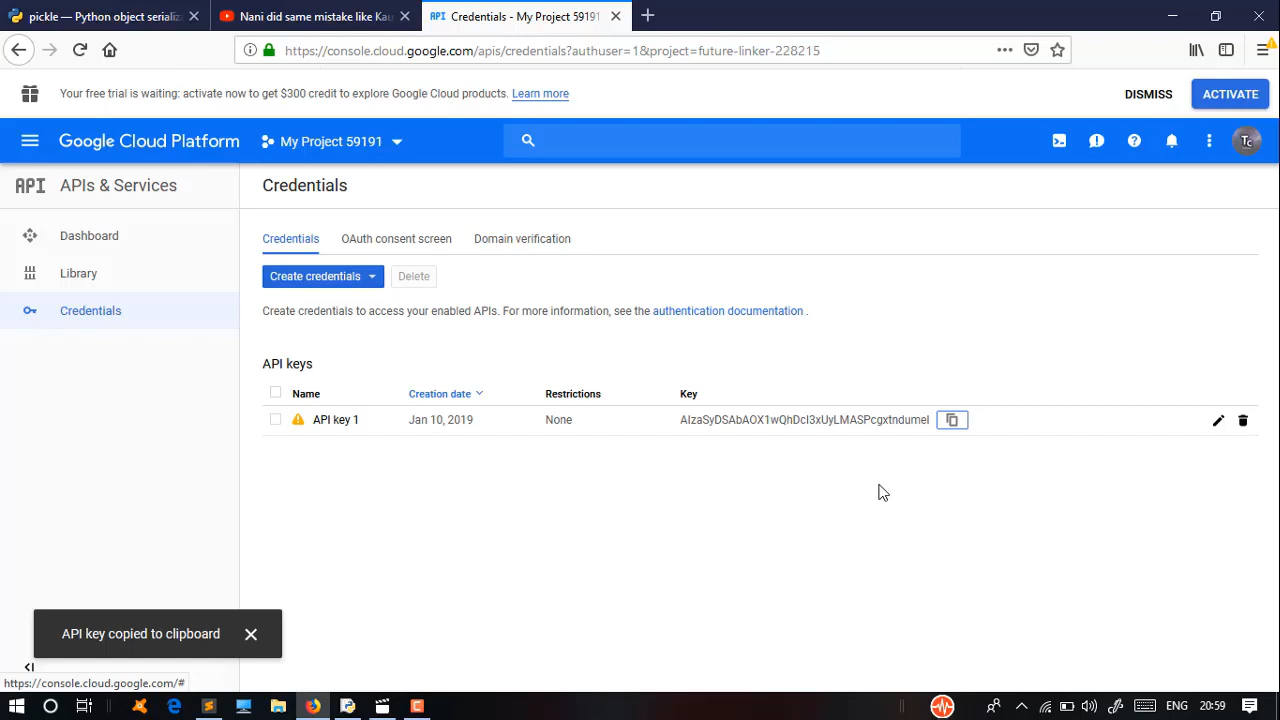 pickle — Python object serializa
Nani did same mistake like Kau
API Credentials - My Project 59191
https://console.cloud.google.com/apis/credentials?authuser=1&project=future-linker-228215
Your free trial is waiting: activate now to get $300 credit to explore Google Cloud products. Learn more
DISMISS
ACTIVATE
Google Cloud Platform
My Project 59191
Tc
API APIs & Services
Credentials
Dashboard
Library
Credentials
Credentials
OAuth consent screen
Domain verification
Create credentials
Delete
Create credentials to access your enabled APIs. For more information, see the authentication documentation .
API keys
Name
Creation date
Restrictions
Key
API key 1
Jan 10, 2019
None
AIzaSyDSAbAOX1wQhDcI3xUyLMASPcgxtndumeI
API key copied to clipboard
https://console.cloud.google.com/#
ENG
20:59